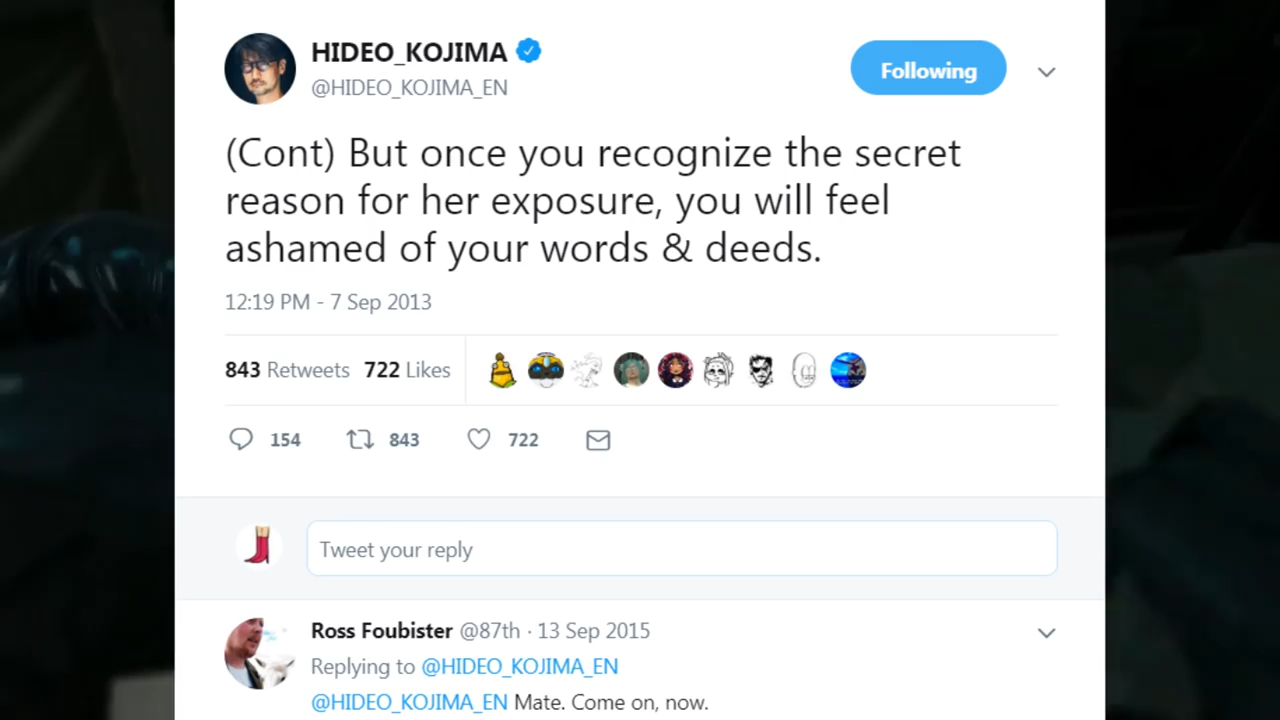 HIDEO_KOJIMA
@HIDEO_KOJIMA_EN
Following
(Cont) But once you recognize the secret
reason for her exposure, you will feel
ashamed of your words & deeds.
12:19 PM - 7 Sep 2013
843 Retweets 722 Likes
154 843 722
Tweet your reply
Ross Foubister @87th · 13 Sep 2015
Replying to @HIDEO_KOJIMA_EN
@HIDEO_KOJIMA_EN Mate. Come on, now.